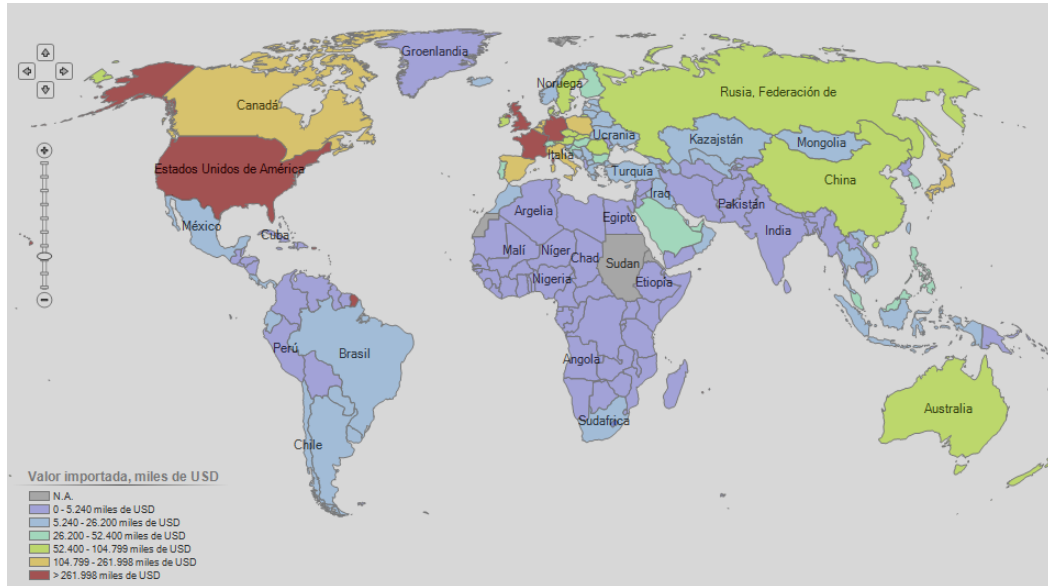 Groenlandia
Canadá
Noruega
Rusia, Federación de
Estados Unidos de América
Italia
Ucrania
Kazajstán
Mongolia
Turquia
China
México
Cuba
Argelia
Egipto
Iraq
Pakistán
India
Malí
Níger
Chad
Sudan
Nigeria
Etiopia
Perú
Brasil
Angola
Chile
Sudafrica
Australia
Valor importada, miles de USD
N.A.
0 - 5.240 miles de USD
5.240 - 26.200 miles de USD
26.200 - 52.400 miles de USD
52.400 - 104.799 miles de USD
104.799 - 261.998 miles de USD
> 261.998 miles de USD